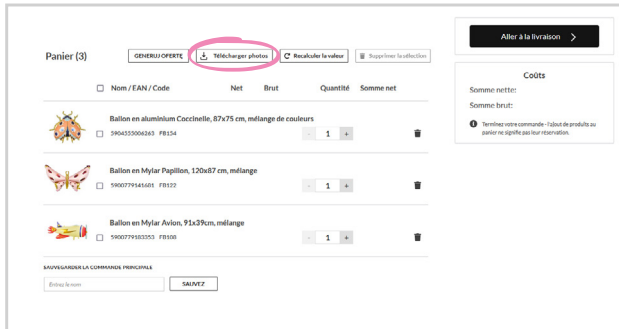 Panier (3)
GENERUJ OFERTĘ
Télécharger photos
Recalculer la valeur
Supprimer la sélection
Nom / EAN / Code
Net
Brut
Quantité
Somme net
Ballon en aluminium Coccinelle, 87x75 cm, mélange de couleurs
5904555006263 FB154
- 1 +
Ballon en Mylar Papillon, 120x87 cm, mélange
5900779141601 FB122
- 1 +
Ballon en Mylar Avion, 91x39cm, mélange
5900779183353 FB108
- 1 +
SAUVEGARDER LA COMMANDE PRINCIPALE
Entrez le nom
SAUVEZ
Aller à la livraison
Coûts
Somme nette:
Somme brut:
Terminez votre commande - l'ajout de produits au
panier ne signifie pas leur réservation.